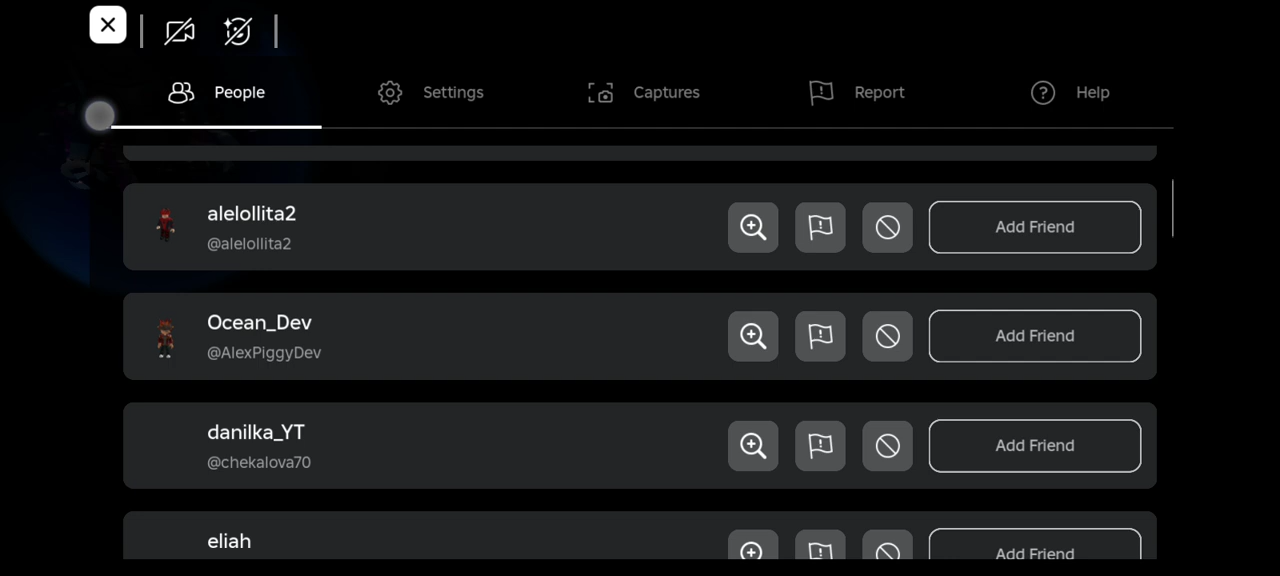 People
Settings
Captures
Report
Help
alelollita2
@alelollita2
Add Friend
Ocean_Dev
@AlexPiggyDev
Add Friend
danilka_YT
@chekalova70
Add Friend
eliah
Add Friend